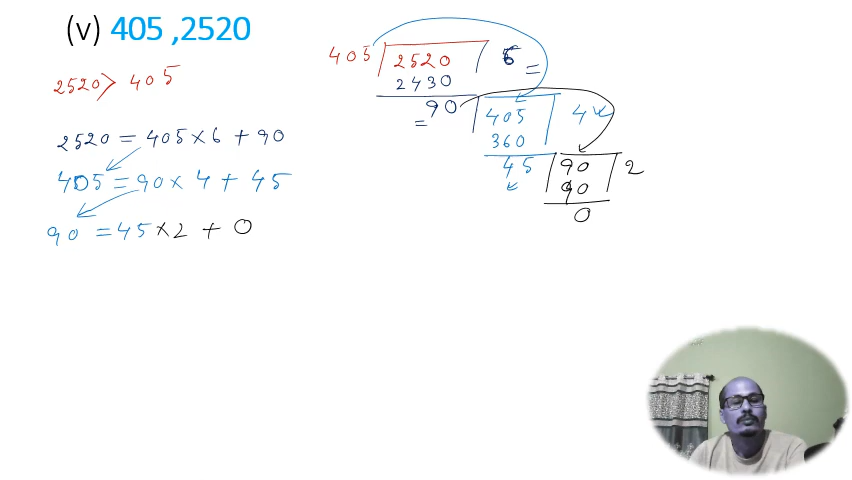 (v) 405 ,2520
2520 > 405
2520 = 405 × 6 + 90
405 = 90 × 4 + 45
90 = 45 × 2 + 0
405 2520 6 =
2430
= 90 405 4
360
45 90 2
90
0